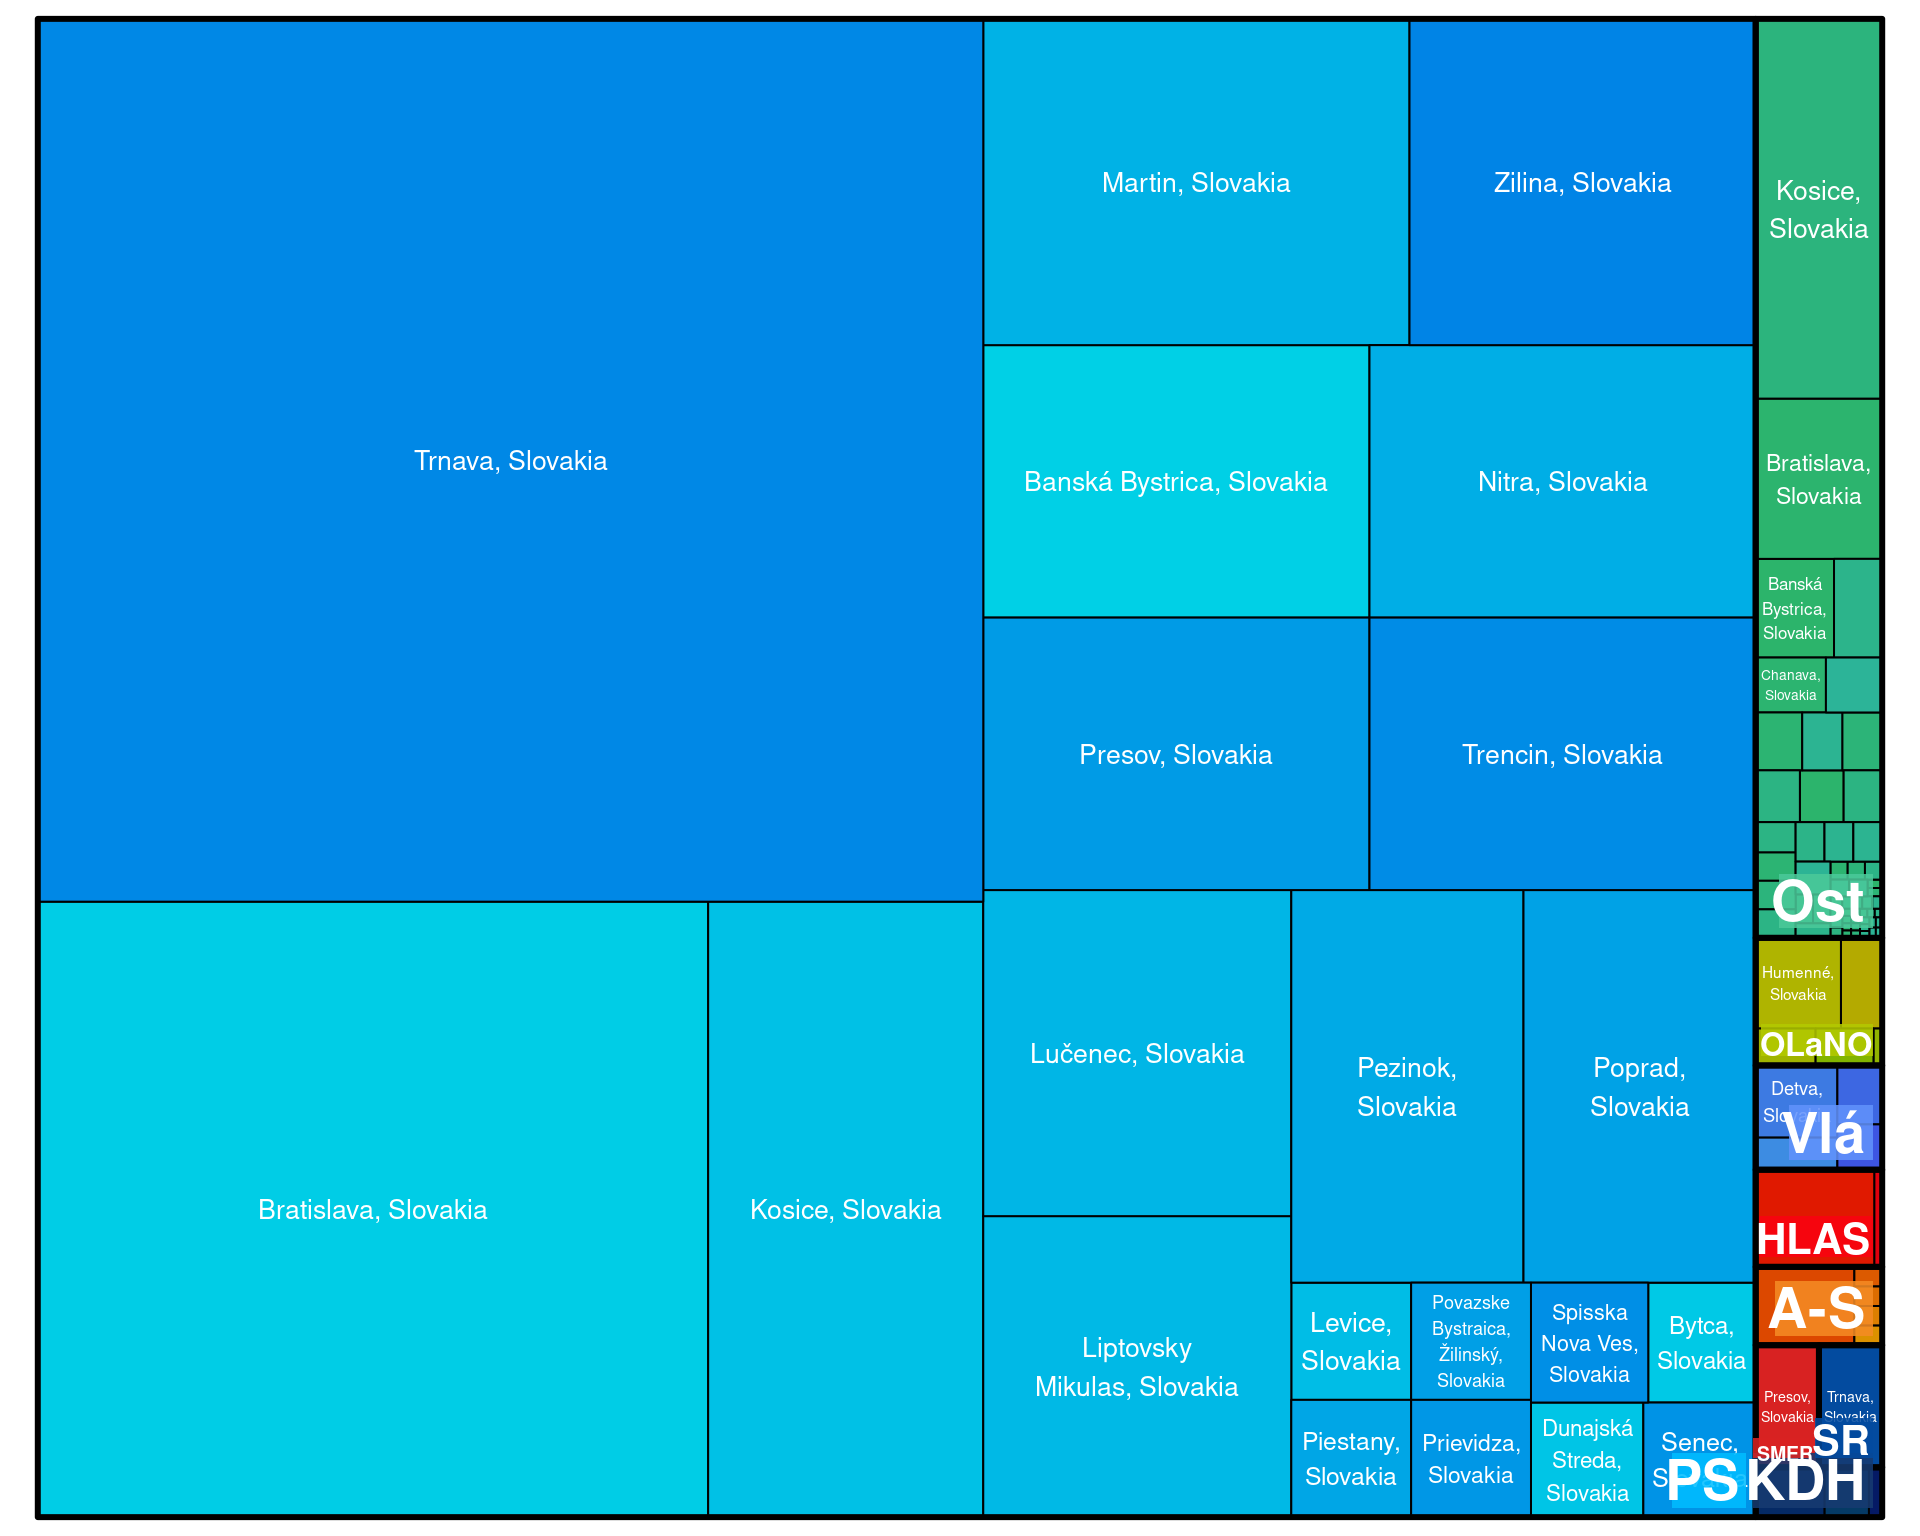 Trnava, Slovakia
Martin, Slovakia
Zilina, Slovakia
Banská Bystrica, Slovakia
Nitra, Slovakia
Presov, Slovakia
Trencin, Slovakia
Bratislava, Slovakia
Kosice, Slovakia
Lučenec, Slovakia
Pezinok,
Slovakia
Poprad,
Slovakia
Liptovsky
Mikulas, Slovakia
Levice,
Slovakia
Povazske
Bystraica,
Žilinský,
Slovakia
Spisska
Nova Ves,
Slovakia
Bytca,
Slovakia
Piestany,
Slovakia
Prievidza,
Slovakia
Dunajská
Streda,
Slovakia
Senec,
PS
Kosice,
Slovakia
Bratislava,
Slovakia
Banská
Bystrica,
Slovakia
Chanava,
Slovakia
Ost
Humenné,
Slovakia
OLaNO
Detva,
Vlá
HLAS
A-S
Presov,
Slovakia
SMER
Trnava,
Slovakia
SR
KDH